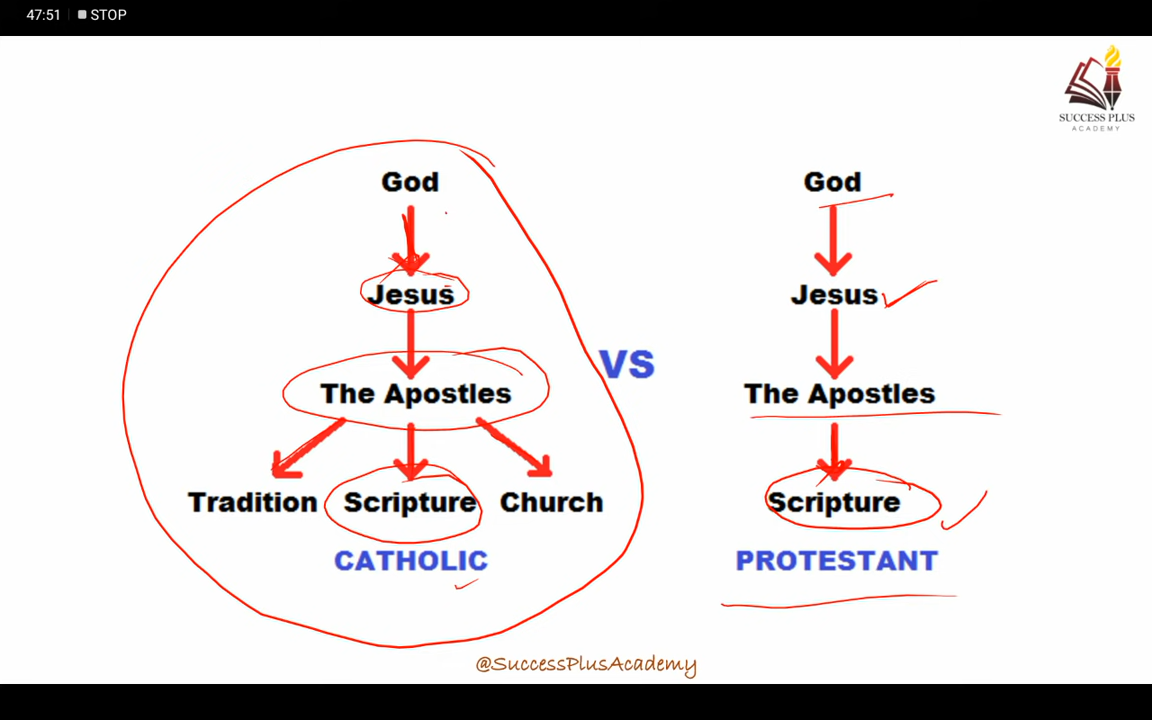 47:51 STOP
SUCCESS PLUS
ACADEMY
God
Jesus
The Apostles
Tradition Scripture Church
CATHOLIC
VS
God
Jesus
The Apostles
Scripture
PROTESTANT
@SuccessPlusAcademy